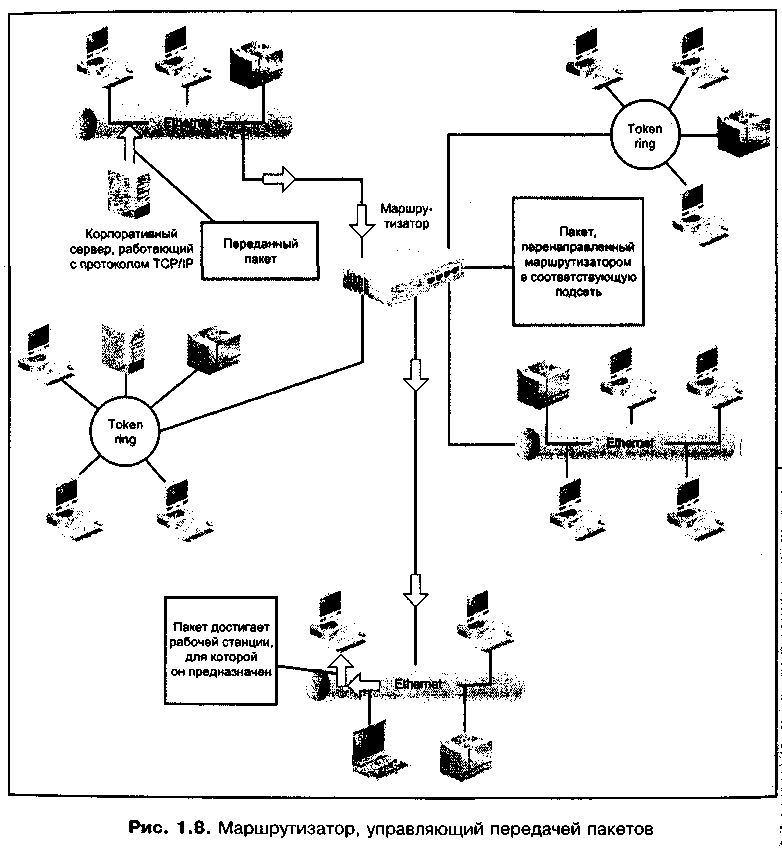 Ethernet
Token
ring
Маршру-
тизатор
Корпоративный
сервер, работающий
с протоколом TCP/IP
Переданный
пакет
Пакет,
перенаправленный
маршрутизатором
в соответствующую
подсеть
Token
ring
Ethernet
Пакет достигает
рабочей станции,
для которой
он предназначен
Ethernet
Рис. 1.8. Маршрутизатор, управляющий передачей пакетов